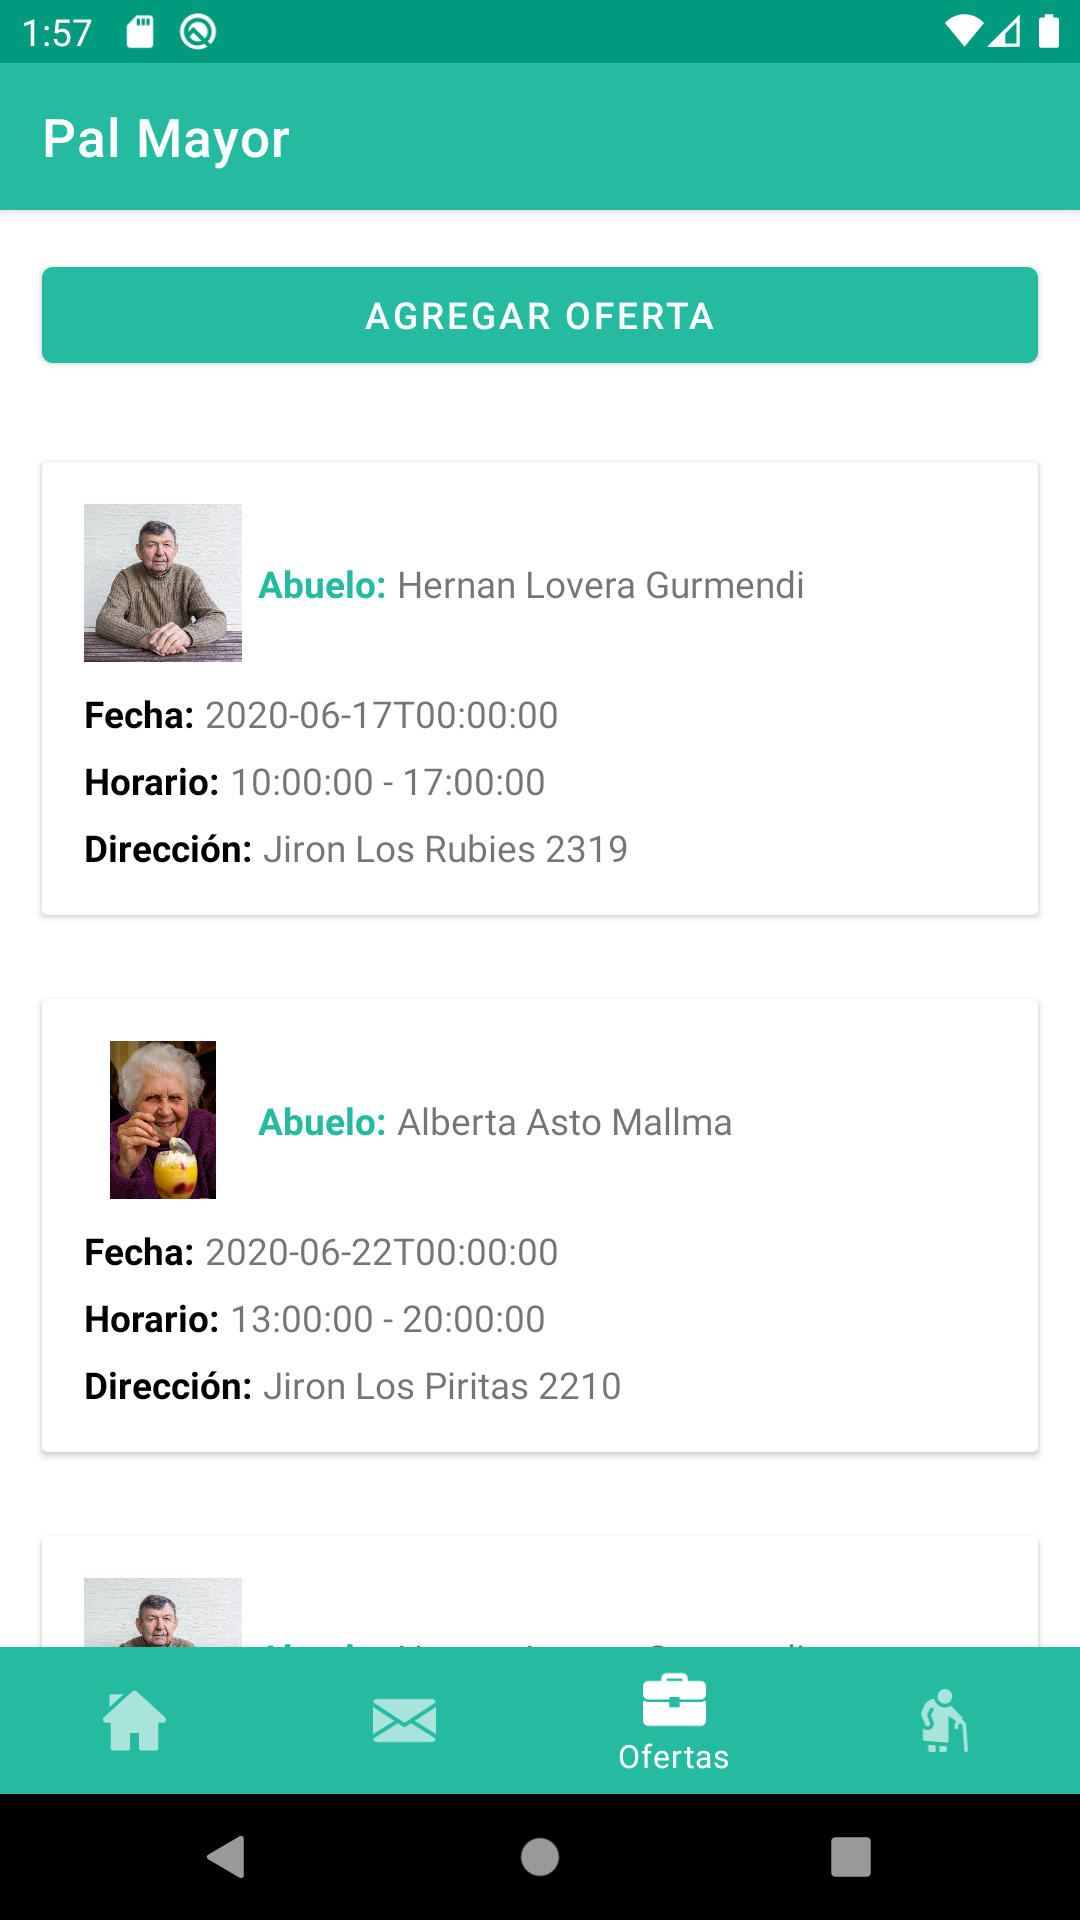 1:57
Pal Mayor
AGREGAR OFERTA
Abuelo: Hernan Lovera Gurmendi
Fecha: 2020-06-17T00:00:00
Horario: 10:00:00 - 17:00:00
Dirección: Jiron Los Rubies 2319
Abuelo: Alberta Asto Mallma
Fecha: 2020-06-22T00:00:00
Horario: 13:00:00 - 20:00:00
Dirección: Jiron Los Piritas 2210
Ofertas